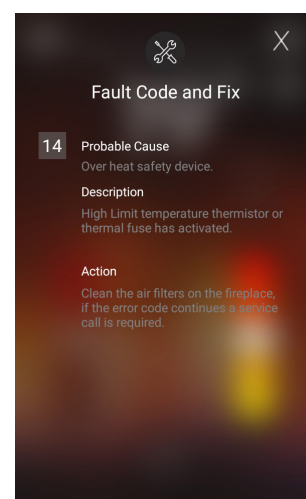 X
Fault Code and Fix
14 Probable Cause
Over heat safety device.
Description
High Limit temperature thermistor or
thermal fuse has activated.
Action
Clean the air filters on the fireplace,
if the error code continues a service
call is required.